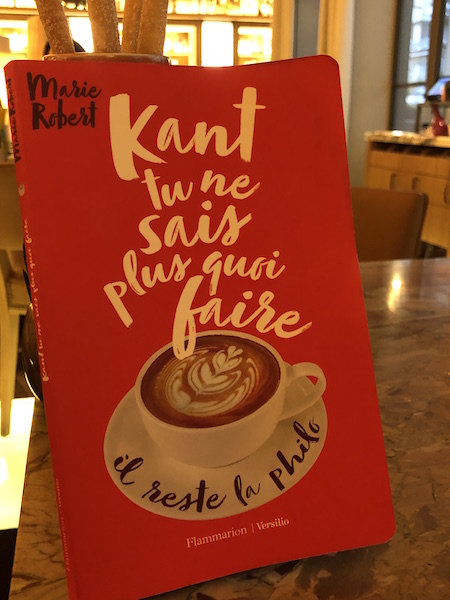 Marie
Robert
Kant
tu ne
sais
plus quoi
faire
il reste la philo
Flammarion | Versilio